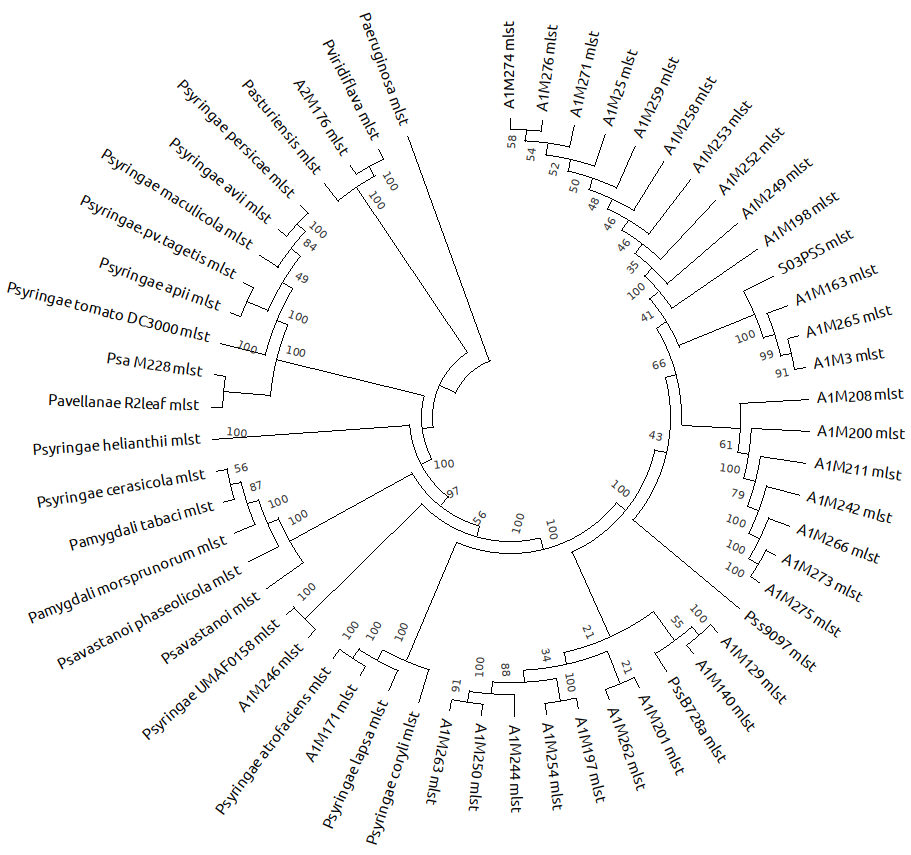 Paeruginosa mlst
Pviridiflava mlst
A2M176 mlst
Pasturiensis mlst
Psyringae persicae mlst
Psyringae avii mlst
Psyringae maculicola mlst
Psyringae.pv.tagetis mlst
Psyringae apii mlst
Psyringae tomato DC3000 mlst
Psa M228 mlst
Pavellanae R2leaf mlst
Psyringae helianthii mlst
Psyringae cerasicola mlst
Pamygdali tabaci mlst
Pamygdali morsprunorum mlst
Psavastanoi phaseolicola mlst
Psavastanoi mlst
Psyringae UMAF0158 mlst
A1M246 mlst
Psyringae atrofaciens mlst
A1M171 mlst
Psyringae lapsa mlst
Psyringae coryli mlst
A1M263 mlst
A1M250 mlst
A1M244 mlst
A1M254 mlst
A1M197 mlst
A1M262 mlst
A1M201 mlst
PssB728a mlst
A1M140 mlst
A1M129 mlst
Pss9097 mlst
A1M275 mlst
A1M273 mlst
A1M266 mlst
A1M242 mlst
A1M211 mlst
A1M200 mlst
A1M208 mlst
A1M3 mlst
A1M265 mlst
A1M163 mlst
S03PSS mlst
A1M198 mlst
A1M249 mlst
A1M252 mlst
A1M253 mlst
A1M258 mlst
A1M259 mlst
A1M25 mlst
A1M271 mlst
A1M276 mlst
A1M274 mlst
58
54
52
50
48
46
46
35
100
41
66
43
100
99
91
61
100
79
100
100
100
100
100
100
56
97
100
21
55
100
34
21
88
100
100
91
100
100
100
100
100
100
87
56
100
100
100
100
49
84
100
100
100